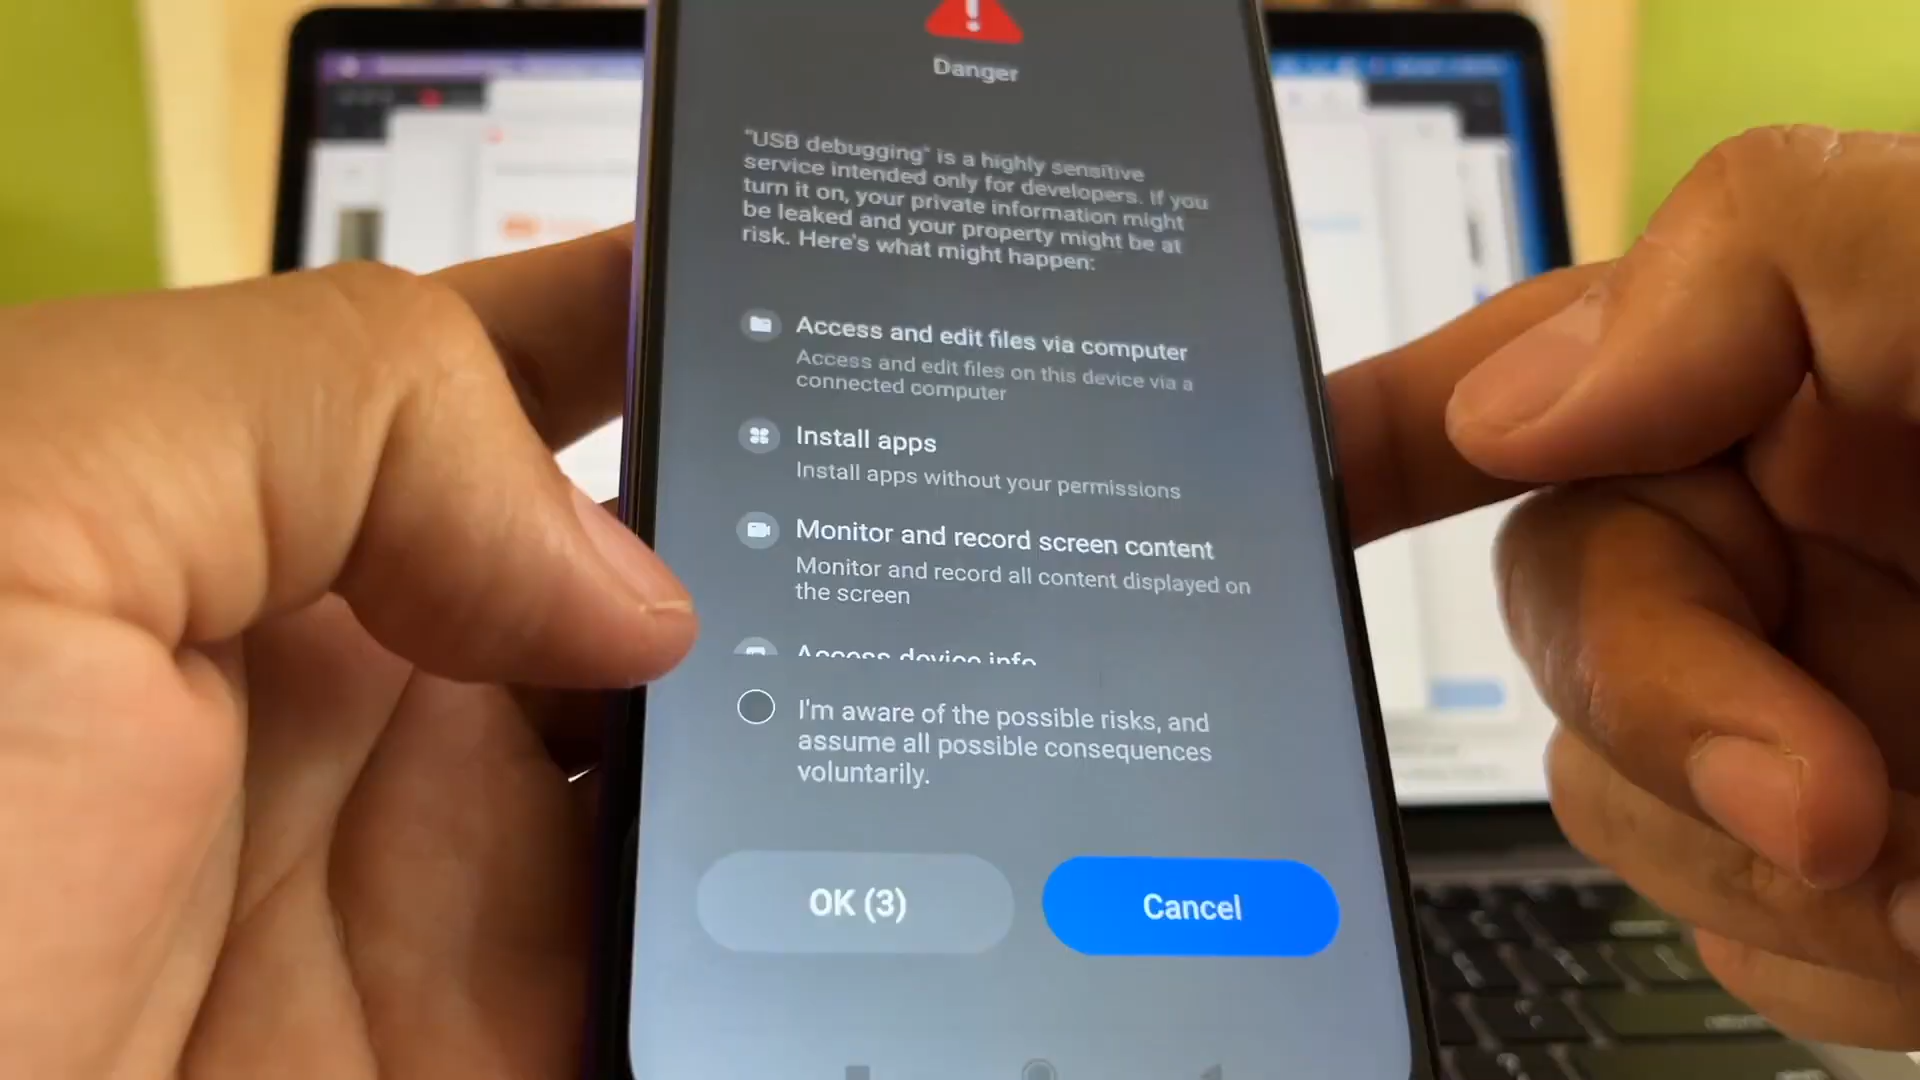 Danger
"USB debugging" is a highly sensitive
service intended only for developers. If you
turn it on, your private information might
be leaked and your property might be at
risk. Here's what might happen:
Access and edit files via computer
Access and edit files on this device via a
connected computer
Install apps
Install apps without your permissions
Monitor and record screen content
Monitor and record all content displayed on
the screen
Access device info
I'm aware of the possible risks, and
assume all possible consequences
voluntarily.
OK (3)
Cancel